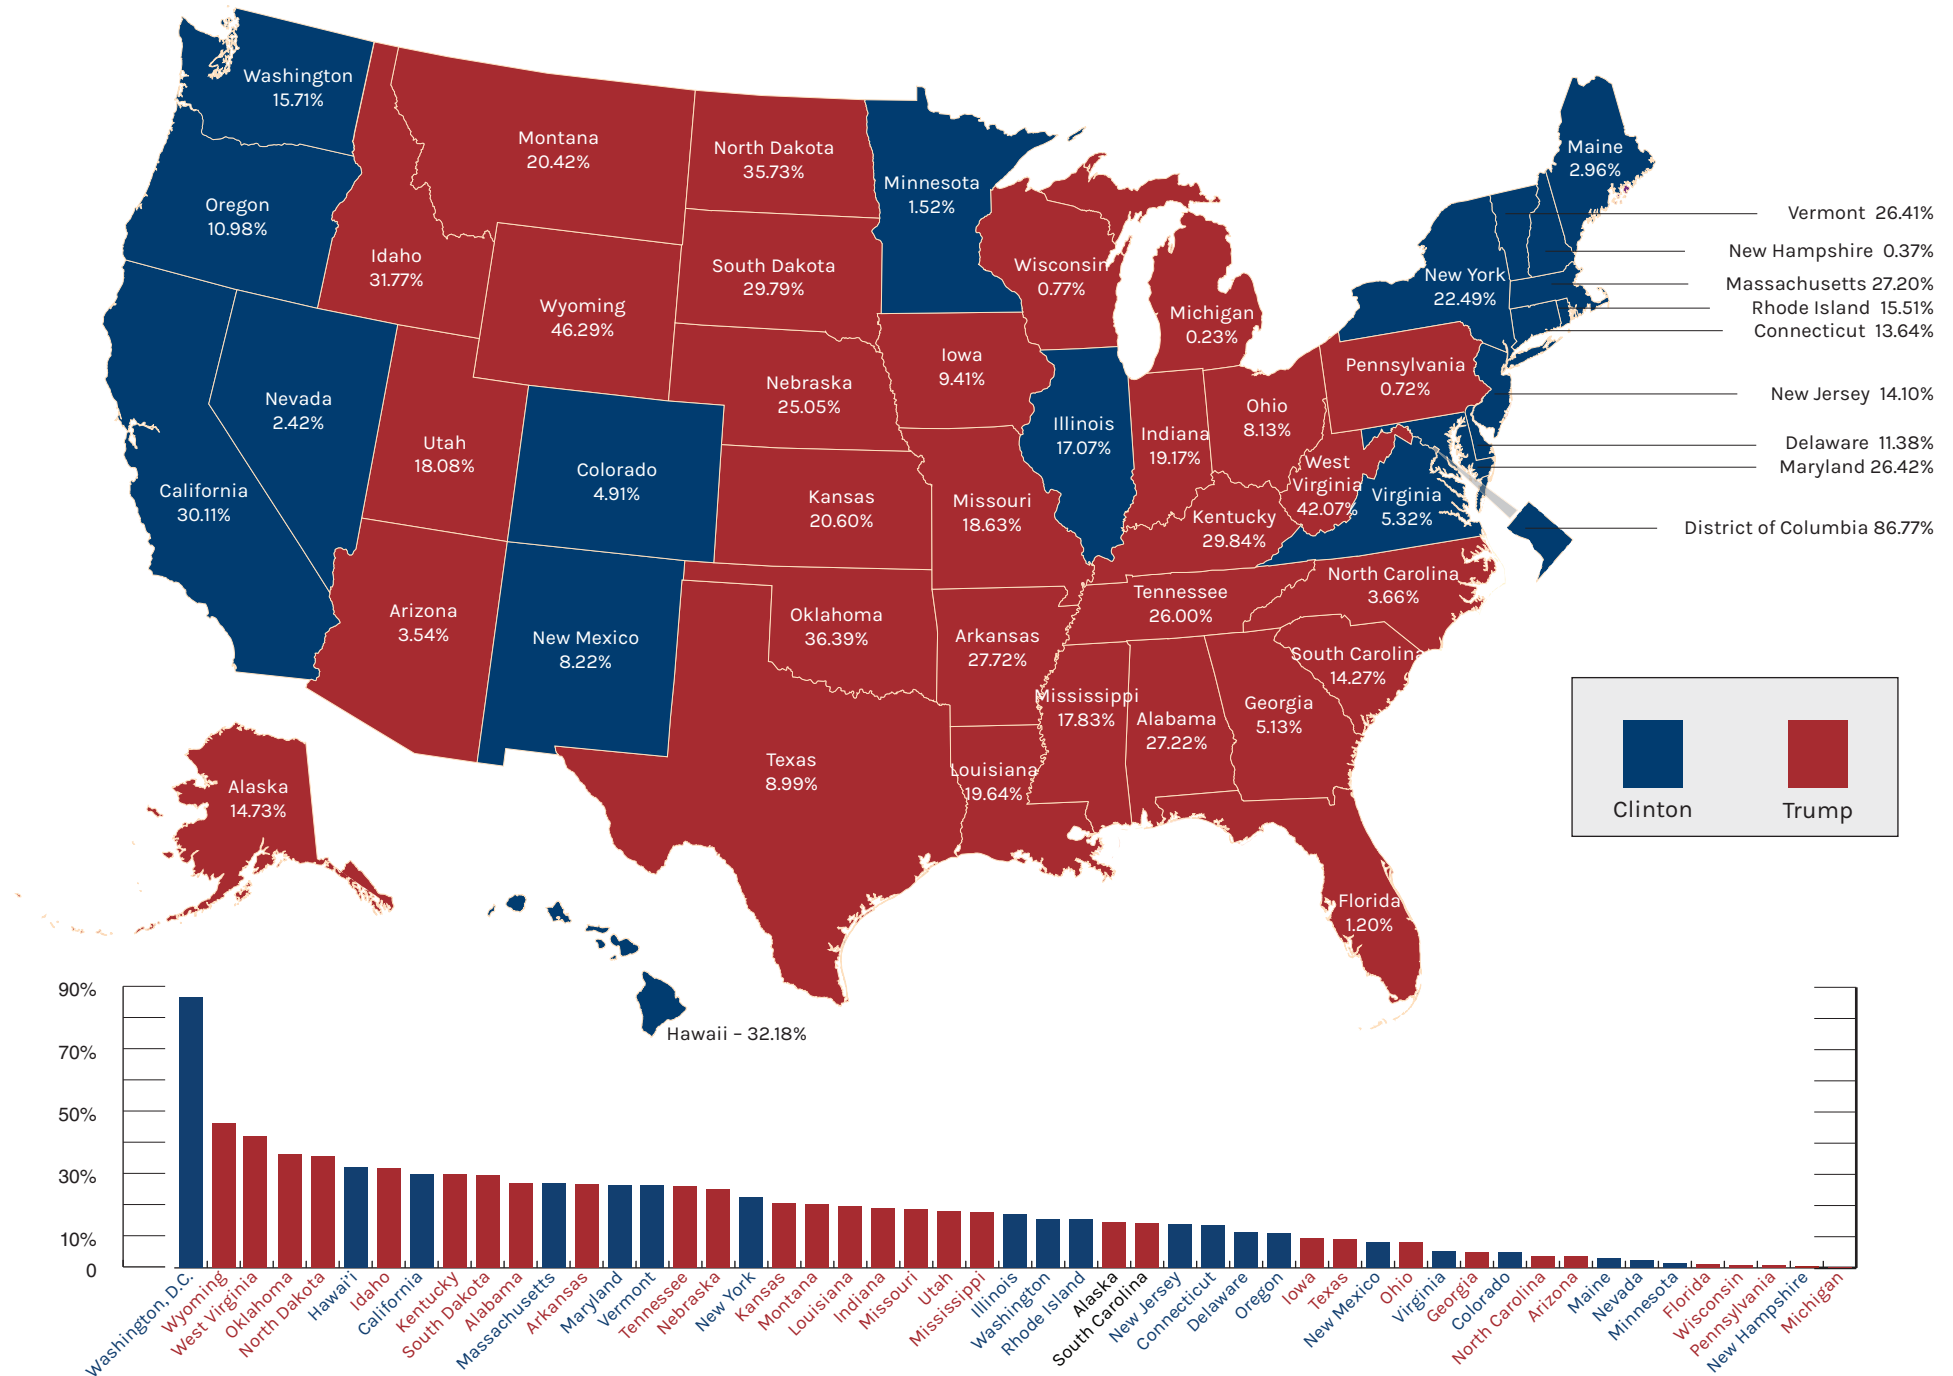 Washington
15.71%
Oregon
10.98%
California
30.11%
Nevada
2.42%
Idaho
31.77%
Montana
20.42%
Wyoming
46.29%
Utah
18.08%
Arizona
3.54%
Colorado
4.91%
New Mexico
8.22%
North Dakota
35.73%
South Dakota
29.79%
Nebraska
25.05%
Kansas
20.60%
Oklahoma
36.39%
Texas
8.99%
Minnesota
1.52%
Iowa
9.41%
Missouri
18.63%
Arkansas
27.72%
Louisiana
19.64%
Wisconsin
0.77%
Illinois
17.07%
Michigan
0.23%
Indiana
19.17%
Ohio
8.13%
Kentucky
29.84%
Tennessee
26.00%
Mississippi
17.83%
Alabama
27.22%
Georgia
5.13%
Florida
1.20%
South Carolina
14.27%
North Carolina
3.66%
West
Virginia
42.07%
Virginia
5.32%
Pennsylvania
0.72%
New York
22.49%
Maine
2.96%
Vermont 26.41%
New Hampshire 0.37%
Massachusetts 27.20%
Rhode Island 15.51%
Connecticut 13.64%
New Jersey 14.10%
Delaware 11.38%
Maryland 26.42%
District of Columbia 86.77%
Alaska
14.73%
Hawaii – 32.18%
Clinton
Trump
90%
70%
50%
30%
10%
0
Washington, D.C.
Wyoming
West Virginia
Oklahoma
North Dakota
Hawai'i
Idaho
California
Kentucky
South Dakota
Alabama
Massachusetts
Arkansas
Maryland
Vermont
Tennessee
Nebraska
New York
Kansas
Montana
Louisiana
Indiana
Missouri
Utah
Mississippi
Illinois
Washington
Rhode Island
Alaska
South Carolina
New Jersey
Connecticut
Delaware
Oregon
Iowa
Texas
New Mexico
Ohio
Virginia
Georgia
Colorado
North Carolina
Arizona
Maine
Nevada
Minnesota
Florida
Wisconsin
Pennsylvania
New Hampshire
Michigan